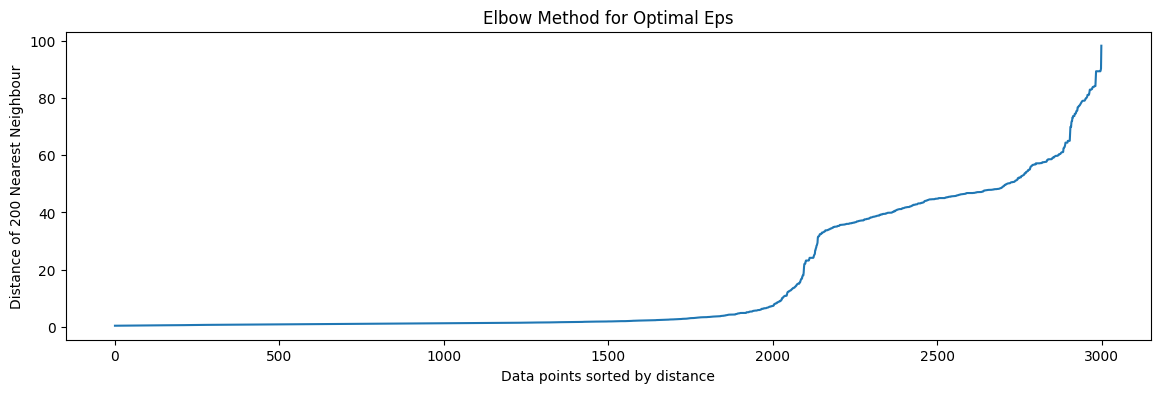 Elbow Method for Optimal Eps
Distance of 200 Nearest Neighbour
100
80
60
40
20
0
0 500 1000 1500 2000 2500 3000
Data points sorted by distance